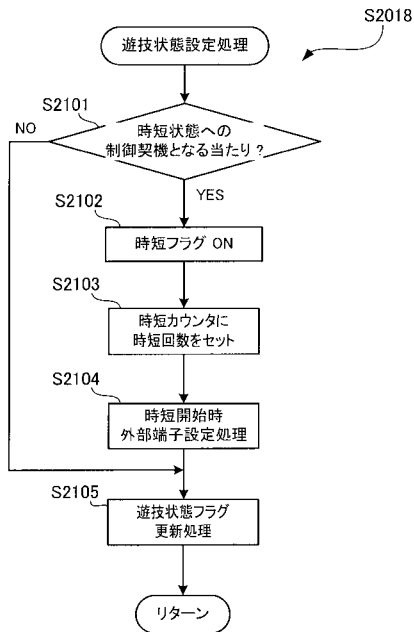 S2018
遊技状態設定処理
S2101
NO
時短状態への
制御契機となる当たり？
YES
S2102
時短フラグ ON
S2103
時短カウンタに
時短回数をセット
S2104
時短開始時
外部端子設定処理
S2105
遊技状態フラグ
更新処理
リターン